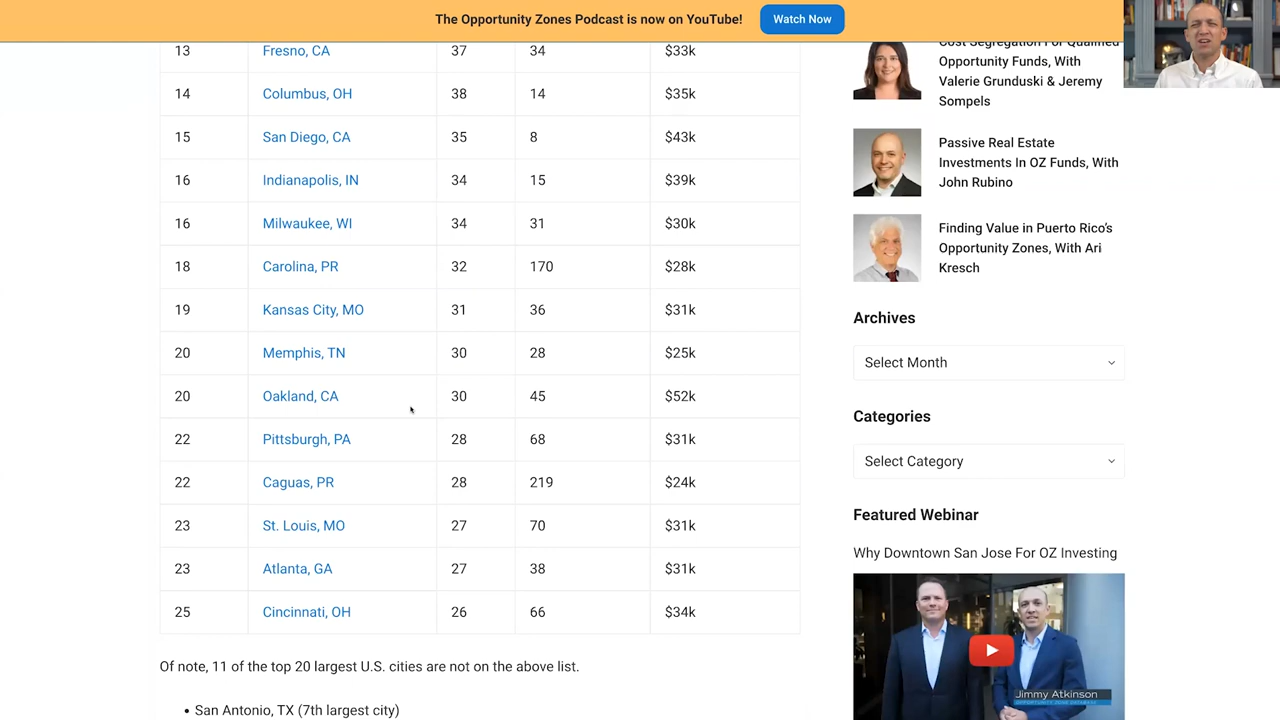 The Opportunity Zones Podcast is now on YouTube! Watch Now
13 Fresno, CA 37 34 $33k
14 Columbus, OH 38 14 $35k
15 San Diego, CA 35 8 $43k
16 Indianapolis, IN 34 15 $39k
16 Milwaukee, WI 34 31 $30k
18 Carolina, PR 32 170 $28k
19 Kansas City, MO 31 36 $31k
20 Memphis, TN 30 28 $25k
20 Oakland, CA 30 45 $52k
22 Pittsburgh, PA 28 68 $31k
22 Caguas, PR 28 219 $24k
23 St. Louis, MO 27 70 $31k
23 Atlanta, GA 27 38 $31k
25 Cincinnati, OH 26 66 $34k
Of note, 11 of the top 20 largest U.S. cities are not on the above list.
• San Antonio, TX (7th largest city)
Cost Segregation For Qualified
Opportunity Funds, With
Valerie Grunduski & Jeremy
Sompels
Passive Real Estate
Investments In OZ Funds, With
John Rubino
Finding Value in Puerto Rico’s
Opportunity Zones, With Ari
Kresch
Archives
Select Month
Categories
Select Category
Featured Webinar
Why Downtown San Jose For OZ Investing
Jimmy Atkinson
OPPORTUNITY ZONE DATABASE